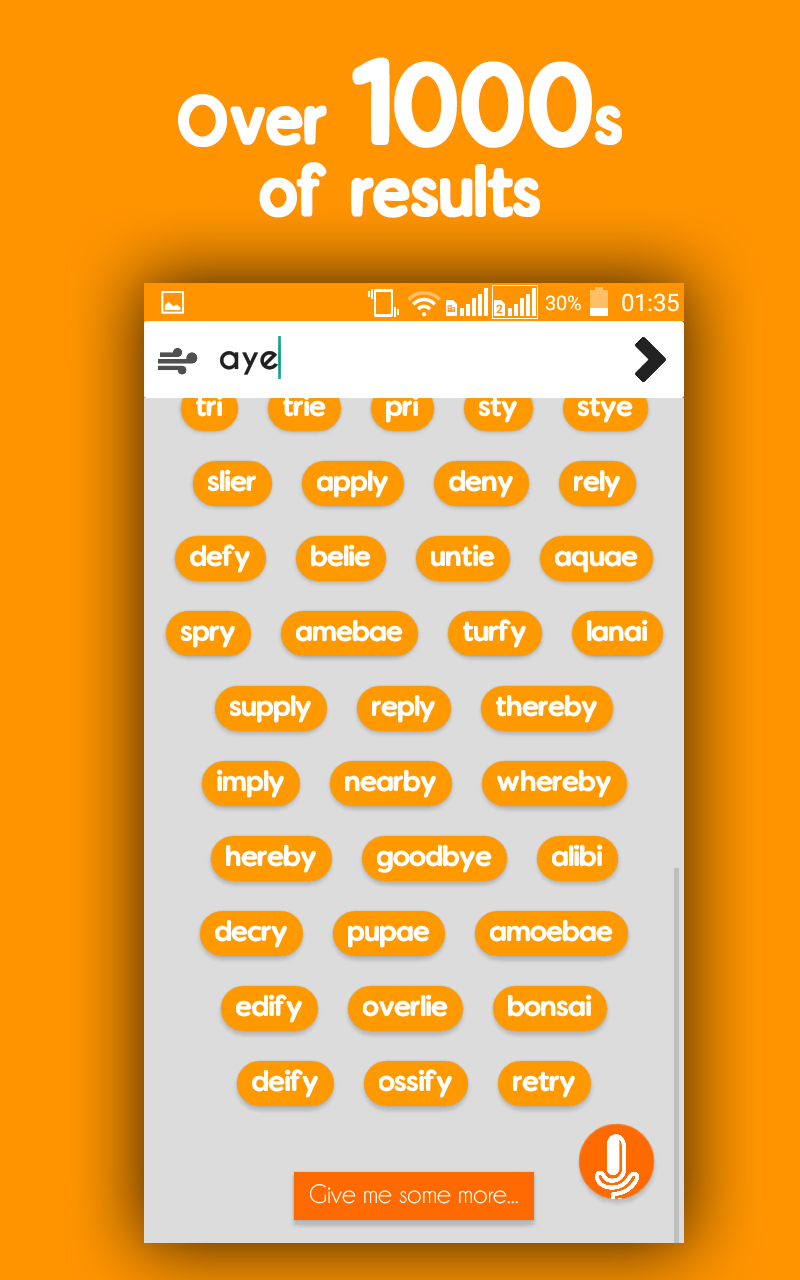 Over 1000s
of results
2
30%
01:35
aye
tri trie pri sty stye
slier apply deny rely
defy belie untie aquae
spry amebae turfy lanai
supply reply thereby
imply nearby whereby
hereby goodbye alibi
decry pupae amoebae
edify overlie bonsai
deify ossify retry
Give me some more...